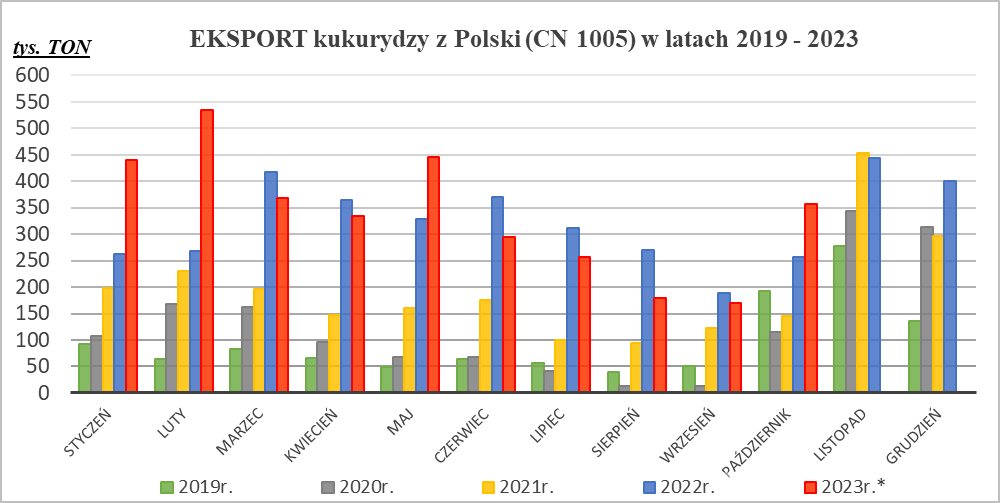 EKSPORT kukurydzy z Polski (CN 1005) w latach 2019 - 2023
tys. TON
600
550
500
450
400
350
300
250
200
150
100
50
0
STYCZEŃ
LUTY
MARZEC
KWIECIEŃ
MAJ
CZERWIEC
LIPIEC
SIERPIEŃ
WRZESIEŃ
PAŹDZIERNIK
LISTOPAD
GRUDZIEŃ
2019r. 2020r. 2021r. 2022r. 2023r.*